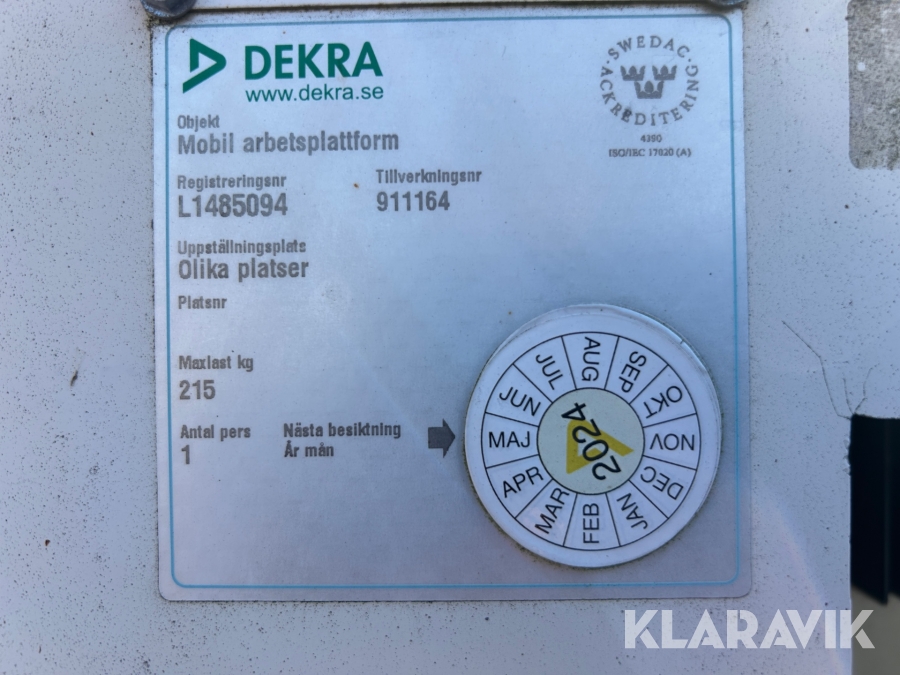 DEKRA
www.dekra.se
SWEDAC ACKREDITERING
4390
ISO/IEC 17020 (A)
Objekt
Mobil arbetsplattform
Registreringsnr
Tillverkningsnr
L1485094
911164
Uppställningsplats
Olika platser
Platsnr
Maxlast kg
215
Antal pers
Nästa besiktning
1
År mån
JAN
FEB
MAR
APR
MAJ
JUN
JUL
AUG
SEP
OKT
NOV
DEC
2024
KLARAVIK